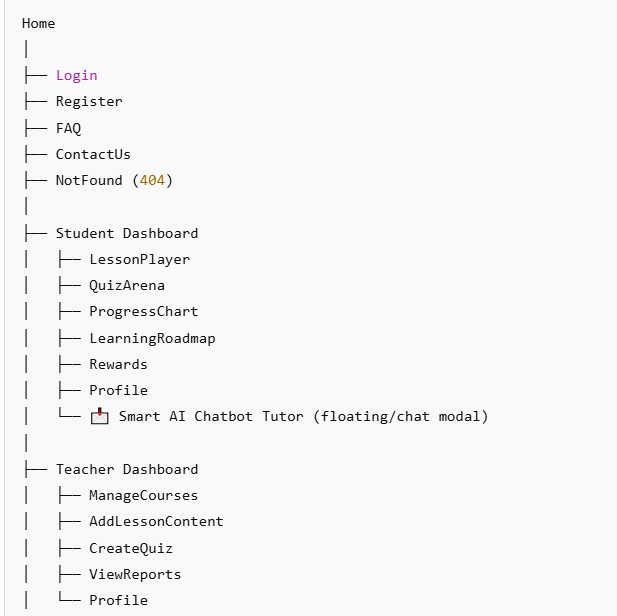 Home
│
├── Login
├── Register
├── FAQ
├── ContactUs
├── NotFound (404)
│
├── Student Dashboard
│   ├── LessonPlayer
│   ├── QuizArena
│   ├── ProgressChart
│   ├── LearningRoadmap
│   ├── Rewards
│   ├── Profile
│   └── 📩 Smart AI Chatbot Tutor (floating/chat modal)
│
├── Teacher Dashboard
│   ├── ManageCourses
│   ├── AddLessonContent
│   ├── CreateQuiz
│   ├── ViewReports
│   └── Profile